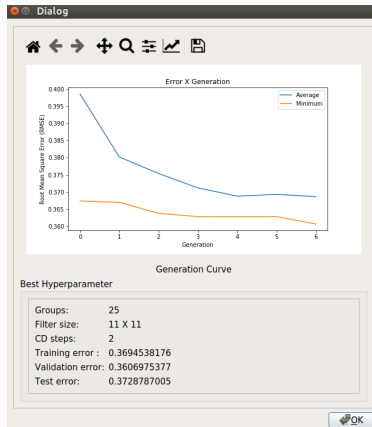 Dialog
Error X Generation
Average
Minimum
0.400
0.395
0.390
0.385
0.380
0.375
0.370
0.365
0.360
Root Mean Square Error (RMSE)
0 1 2 3 4 5 6
Generation
Generation Curve
Best Hyperparameter
Groups: 25
Filter size: 11 X 11
CD steps: 2
Training error : 0.3694538176
Validation error: 0.3606975377
Test error: 0.3728787005
OK